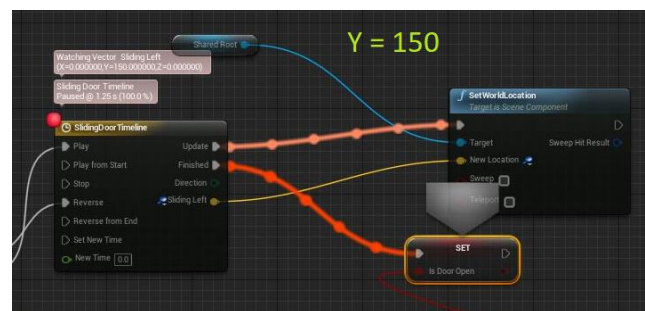 Shared Root
Y = 150
Watching Vector Sliding Left
(X=0.000000,Y=150.000000,Z=0.000000)
Sliding Door Timeline
Paused @ 1.25 s (100.0 %)
SlidingDoorTimeline
Play
Update
Play from Start
Finished
Stop
Direction
Reverse
Sliding Left
Reverse from End
Set New Time
New Time 0.0
f SetWorldLocation
Target is Scene Component
Target
Sweep Hit Result
New Location
Sweep
Teleport
SET
Is Door Open